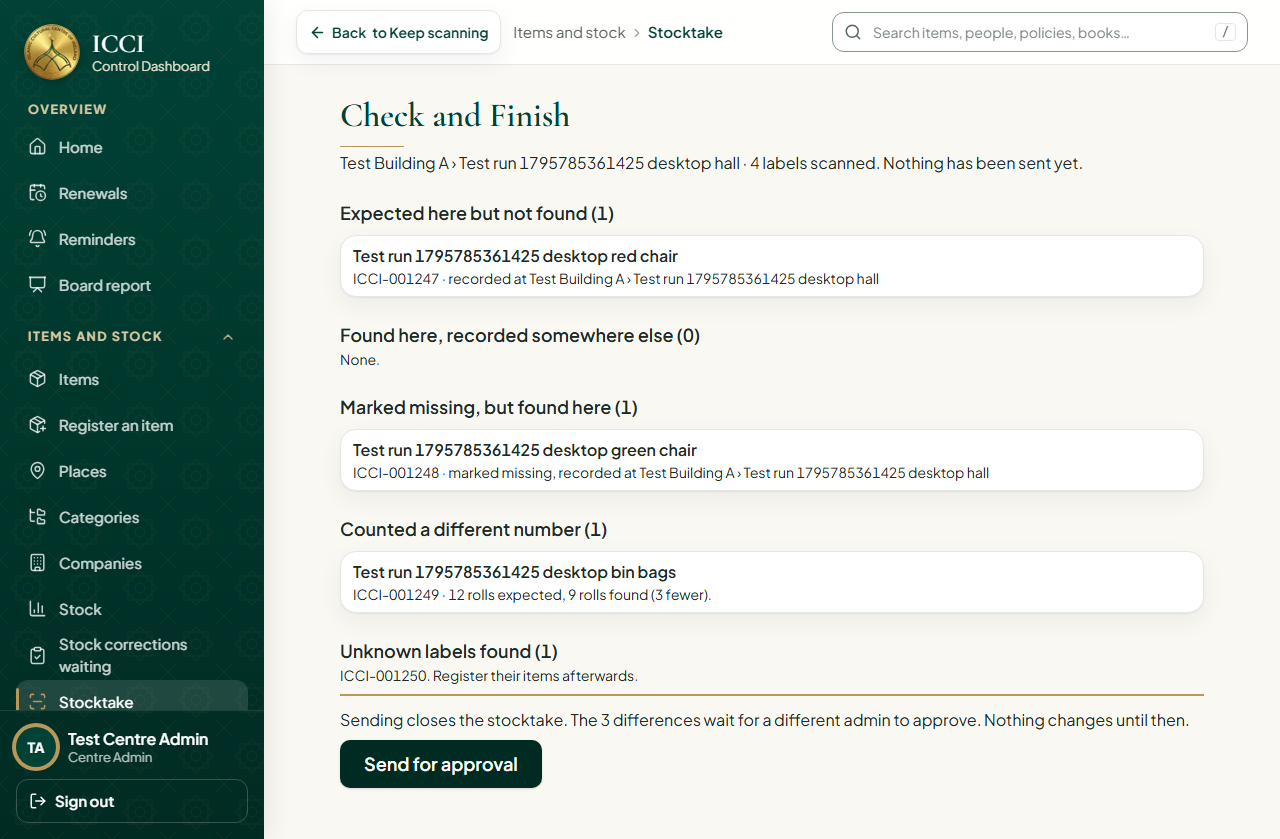 ICCI
Control Dashboard
OVERVIEW
Home
Renewals
Reminders
Board report
ITEMS AND STOCK
Items
Register an item
Places
Categories
Companies
Stock
Stock corrections
waiting
Stocktake
TA
Test Centre Admin
Centre Admin
Sign out
Back to Keep scanning
Items and stock › Stocktake
Search items, people, policies, books…
/
Check and Finish
Test Building A › Test run 1795785361425 desktop hall · 4 labels scanned. Nothing has been sent yet.
Expected here but not found (1)
Test run 1795785361425 desktop red chair
ICCI-001247 · recorded at Test Building A › Test run 1795785361425 desktop hall
Found here, recorded somewhere else (0)
None.
Marked missing, but found here (1)
Test run 1795785361425 desktop green chair
ICCI-001248 · marked missing, recorded at Test Building A › Test run 1795785361425 desktop hall
Counted a different number (1)
Test run 1795785361425 desktop bin bags
ICCI-001249 · 12 rolls expected, 9 rolls found (3 fewer).
Unknown labels found (1)
ICCI-001250. Register their items afterwards.
Sending closes the stocktake. The 3 differences wait for a different admin to approve. Nothing changes until then.
Send for approval